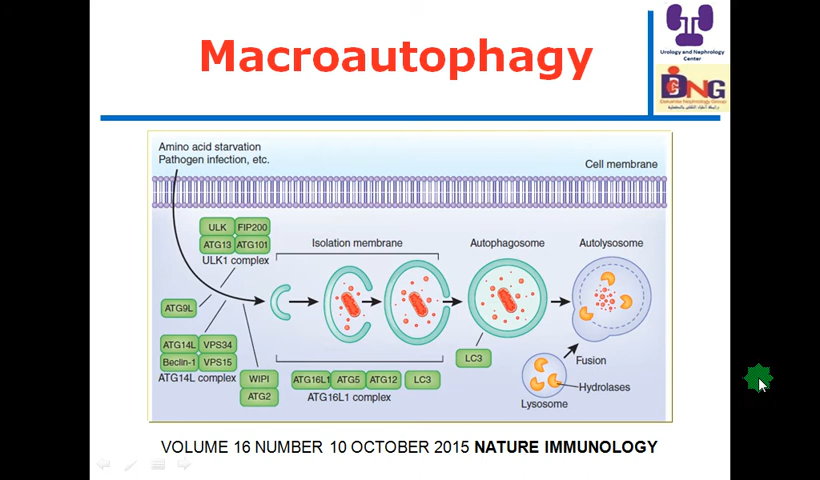 Macroautophagy
Urology and Nephrology
Center
DNG
Amino acid starvation
Pathogen infection, etc.
Cell membrane
ULK FIP200
ATG13 ATG101
ULK1 complex
Isolation membrane
Autophagosome
Autolysosome
ATG9L
ATG14L VPS34
Beclin-1 VPS15
ATG14L complex
WIPI
ATG2
ATG16L1 ATG5 ATG12 LC3
ATG16L1 complex
LC3
Fusion
Hydrolases
Lysosome
VOLUME 16 NUMBER 10 OCTOBER 2015 NATURE IMMUNOLOGY